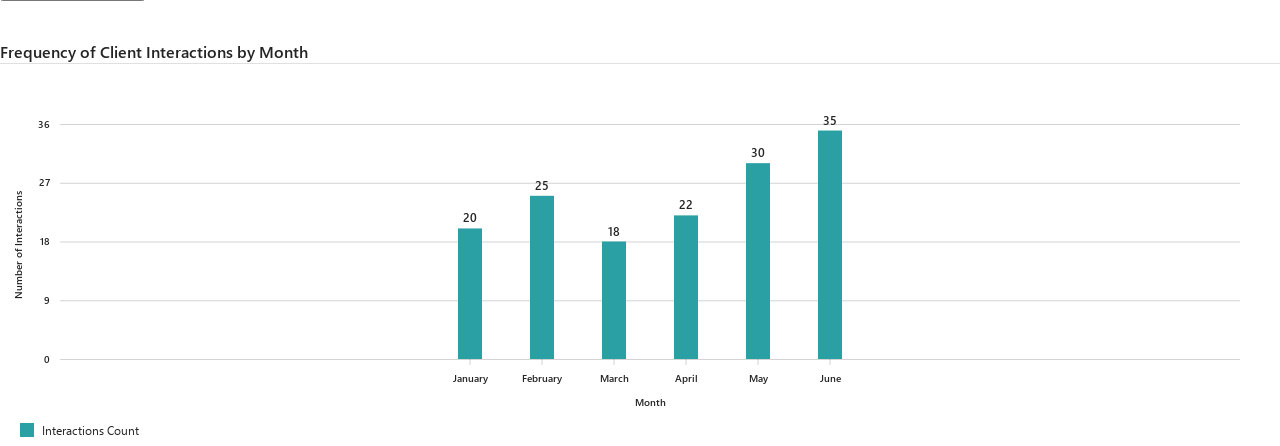 Frequency of Client Interactions by Month
36
27
18
9
0
Number of Interactions
20
25
18
22
30
35
January
February
March
April
May
June
Month
Interactions Count